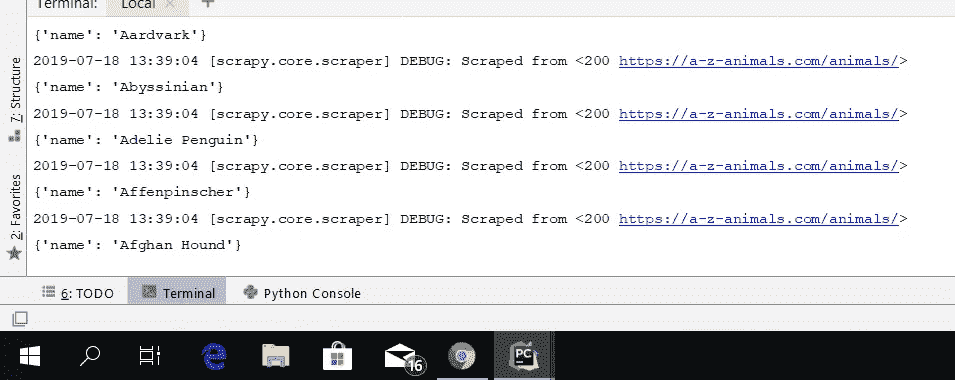 Terminal: Local
{'name': 'Aardvark'}
2019-07-18 13:39:04 [scrapy.core.scraper] DEBUG: Scraped from <200 https://a-z-animals.com/animals/>
{'name': 'Abyssinian'}
2019-07-18 13:39:04 [scrapy.core.scraper] DEBUG: Scraped from <200 https://a-z-animals.com/animals/>
{'name': 'Adelie Penguin'}
2019-07-18 13:39:04 [scrapy.core.scraper] DEBUG: Scraped from <200 https://a-z-animals.com/animals/>
{'name': 'Affenpinscher'}
2019-07-18 13:39:04 [scrapy.core.scraper] DEBUG: Scraped from <200 https://a-z-animals.com/animals/>
{'name': 'Afghan Hound'}
7: Structure
2: Favorites
6: TODO Terminal Python Console
16 PC